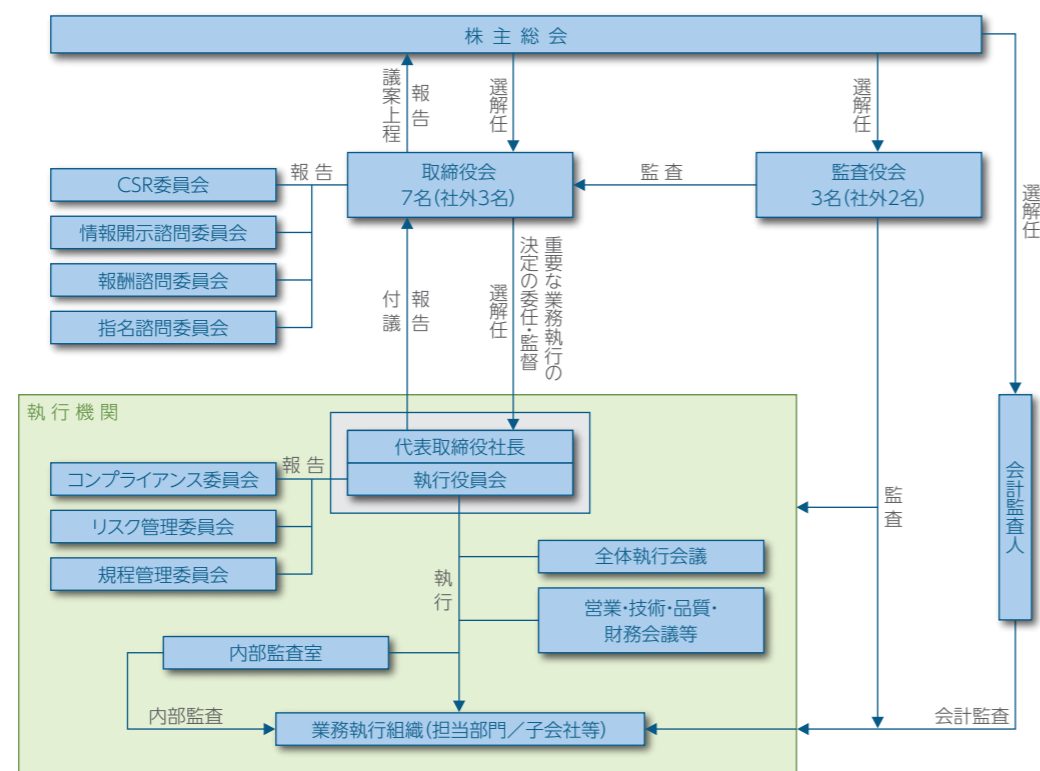 株主総会
議案上程
報告
選解任
選解任
選解任
CSR委員会
報告
取締役会
7名(社外3名)
監査
監査役会
3名(社外2名)
情報開示諮問委員会
報酬諮問委員会
指名諮問委員会
付議
報告
選解任
重要な業務執行の
決定の委任・監督
執行機関
代表取締役社長
執行役員会
コンプライアンス委員会
報告
リスク管理委員会
規程管理委員会
監査
会計監査人
執行
全体執行会議
営業・技術・品質・
財務会議等
内部監査室
内部監査
業務執行組織(担当部門/子会社等)
会計監査